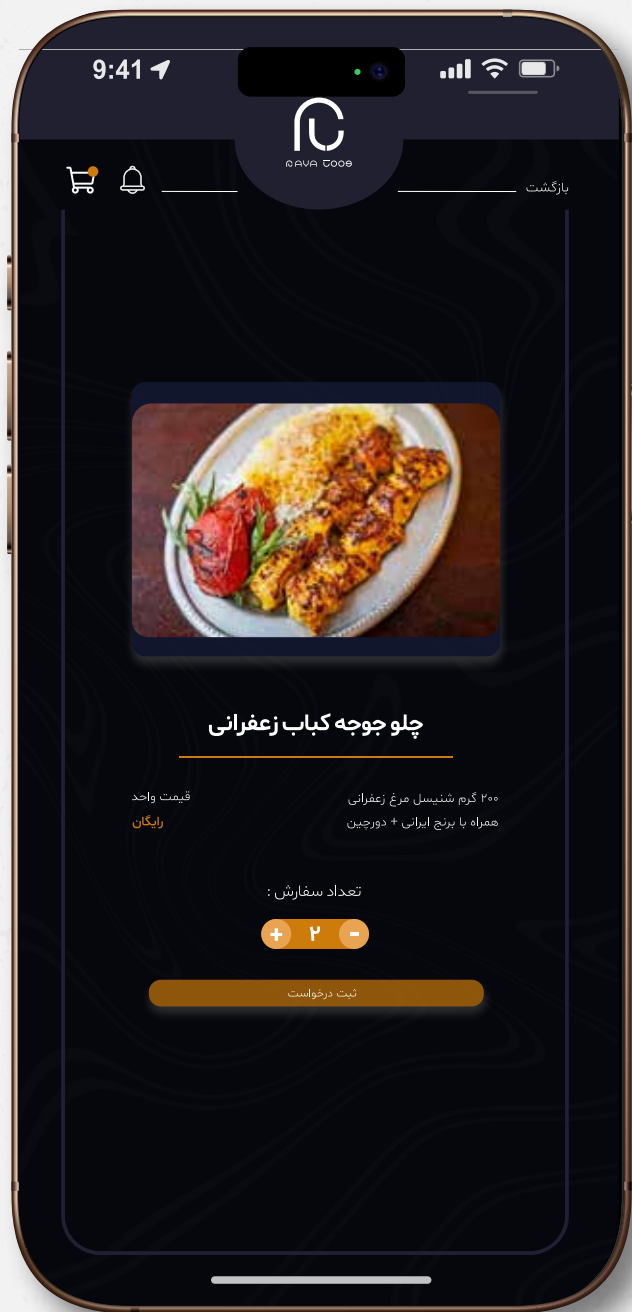 9:41
RAVA TOOS
بازگشت
چلو جوجه کباب زعفرانی
۲۰۰ گرم شنیسل مرغ زعفرانی
همراه با برنج ایرانی + دورچین
قیمت واحد
رایگان
تعداد سفارش :
- ۲ +
ثبت درخواست